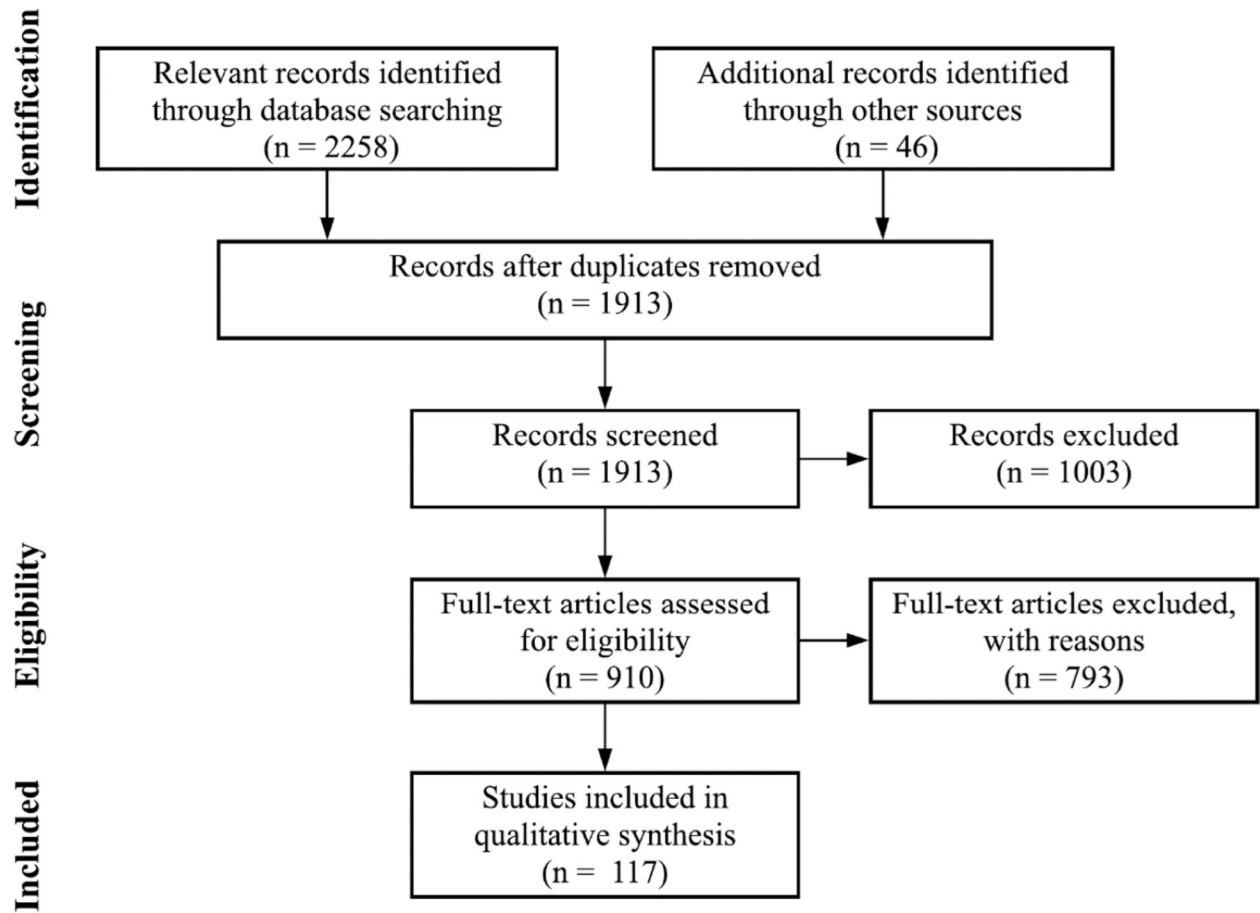 Identification
Relevant records identified
through database searching
(n = 2258)
Additional records identified
through other sources
(n = 46)
Records after duplicates removed
(n = 1913)
Screening
Records screened
(n = 1913)
Records excluded
(n = 1003)
Eligibility
Full-text articles assessed
for eligibility
(n = 910)
Full-text articles excluded,
with reasons
(n = 793)
Included
Studies included in
qualitative synthesis
(n =  117)